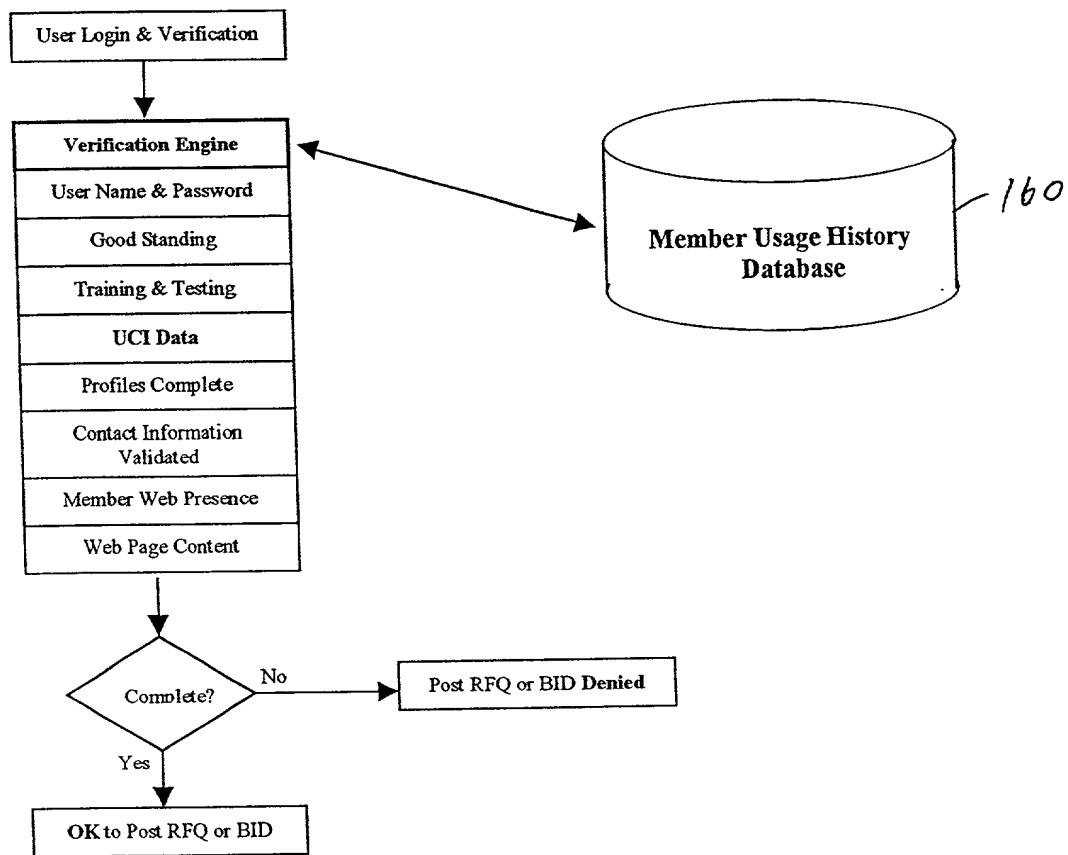 User Login & Verification
Verification Engine
User Name & Password
Good Standing
Training & Testing
UCI Data
Profiles Complete
Contact Information
Validated
Member Web Presence
Web Page Content
Member Usage History
Database
160
Complete?
No
Post RFQ or BID Denied
Yes
OK to Post RFQ or BID